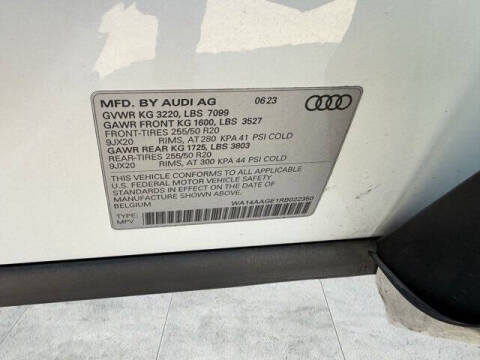 MFD. BY AUDI AG 06 23
GVWR KG 3220, LBS 7099
GAWR FRONT KG 1600, LBS 3527
FRONT-TIRES 255/50 R20
9JX20 RIMS, AT 280 KPA 41 PSI COLD
GAWR REAR KG 1725, LBS 3803
REAR-TIRES 255/50 R20
9JX20 RIMS, AT 300 KPA 44 PSI COLD
THIS VEHICLE CONFORMS TO ALL APPLICABLE
U.S. FEDERAL MOTOR VEHICLE SAFETY
STANDARDS IN EFFECT ON THE DATE OF
MANUFACTURE SHOWN ABOVE.
BELGIUM
WA14AAGE1RB022360
TYPE:
MPV